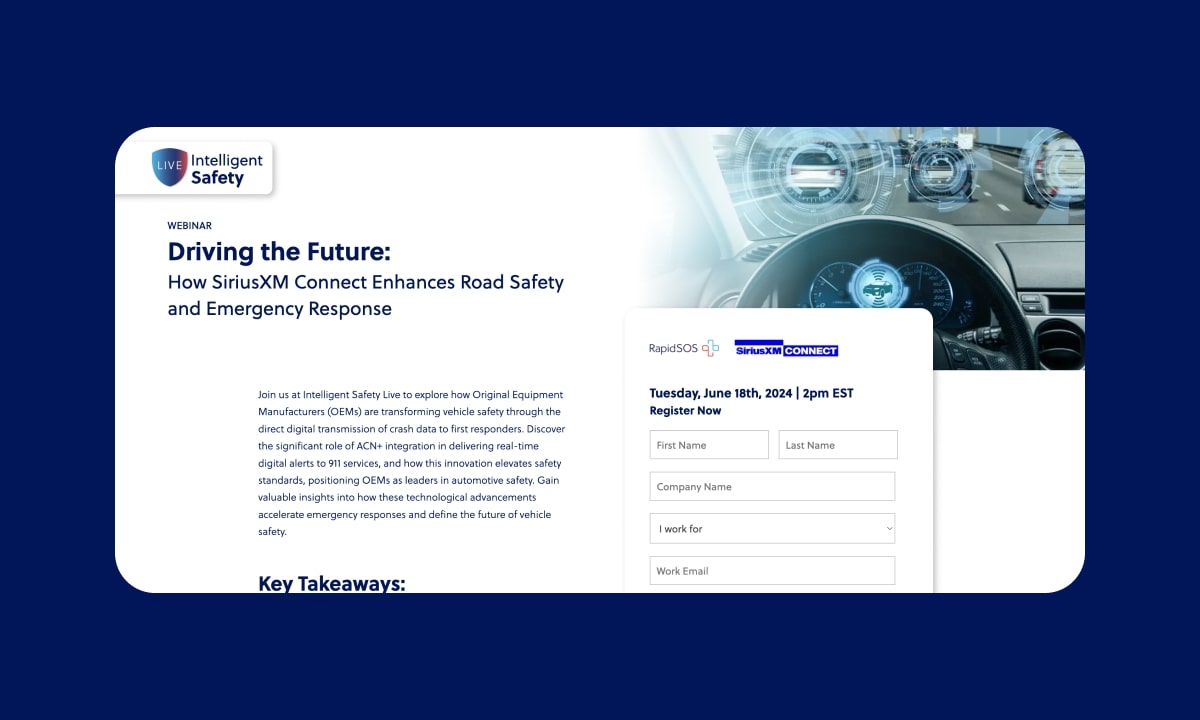 LIVE
Intelligent
Safety
WEBINAR
Driving the Future:
How SiriusXM Connect Enhances Road Safety
and Emergency Response
Join us at Intelligent Safety Live to explore how Original Equipment
Manufacturers (OEMs) are transforming vehicle safety through the
direct digital transmission of crash data to first responders. Discover
the significant role of ACN+ integration in delivering real-time
digital alerts to 911 services, and how this innovation elevates safety
standards, positioning OEMs as leaders in automotive safety. Gain
valuable insights into how these technological advancements
accelerate emergency responses and define the future of vehicle
safety.
Key Takeaways:
RapidSOS
SiriusXM CONNECT
Tuesday, June 18th, 2024 | 2pm EST
Register Now
First Name
Last Name
Company Name
I work for
Work Email